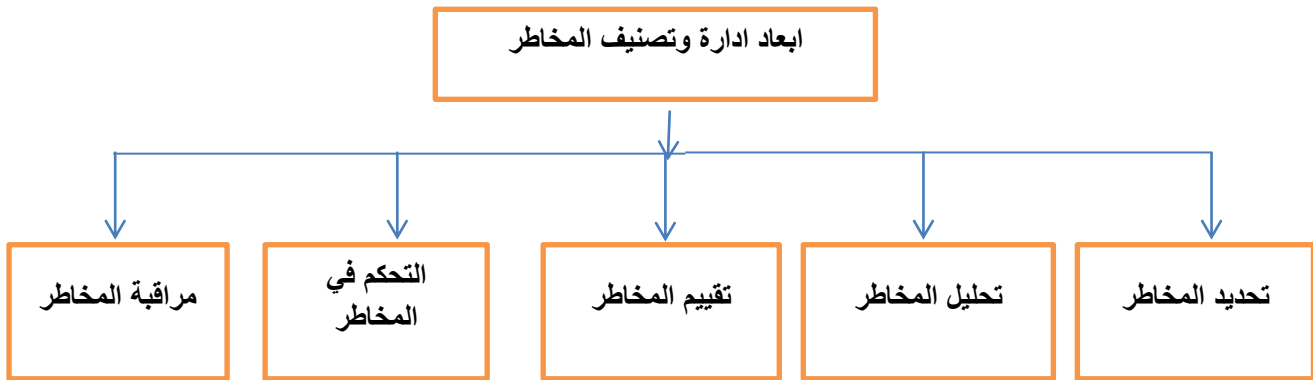 ابعاد ادارة وتصنيف المخاطر
تحديد المخاطر
تحليل المخاطر
تقييم المخاطر
التحكم في
المخاطر
مراقبة المخاطر